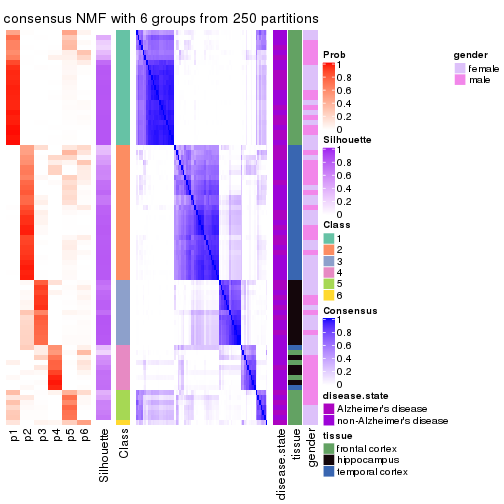 consensus NMF with 6 groups from 250 partitions
Prob
1
0.8
0.6
0.4
0.2
0
gender
female
male
Silhouette
1
0.8
0.6
0.4
0.2
0
Class
1
2
3
4
5
6
Consensus
1
0.8
0.6
0.4
0.2
0
disease.state
Alzheimer's disease
non-Alzheimer's disease
tissue
frontal cortex
hippocampus
temporal cortex
p1
p2
p3
p4
p5
p6
Silhouette
Class
disease.state
tissue
gender